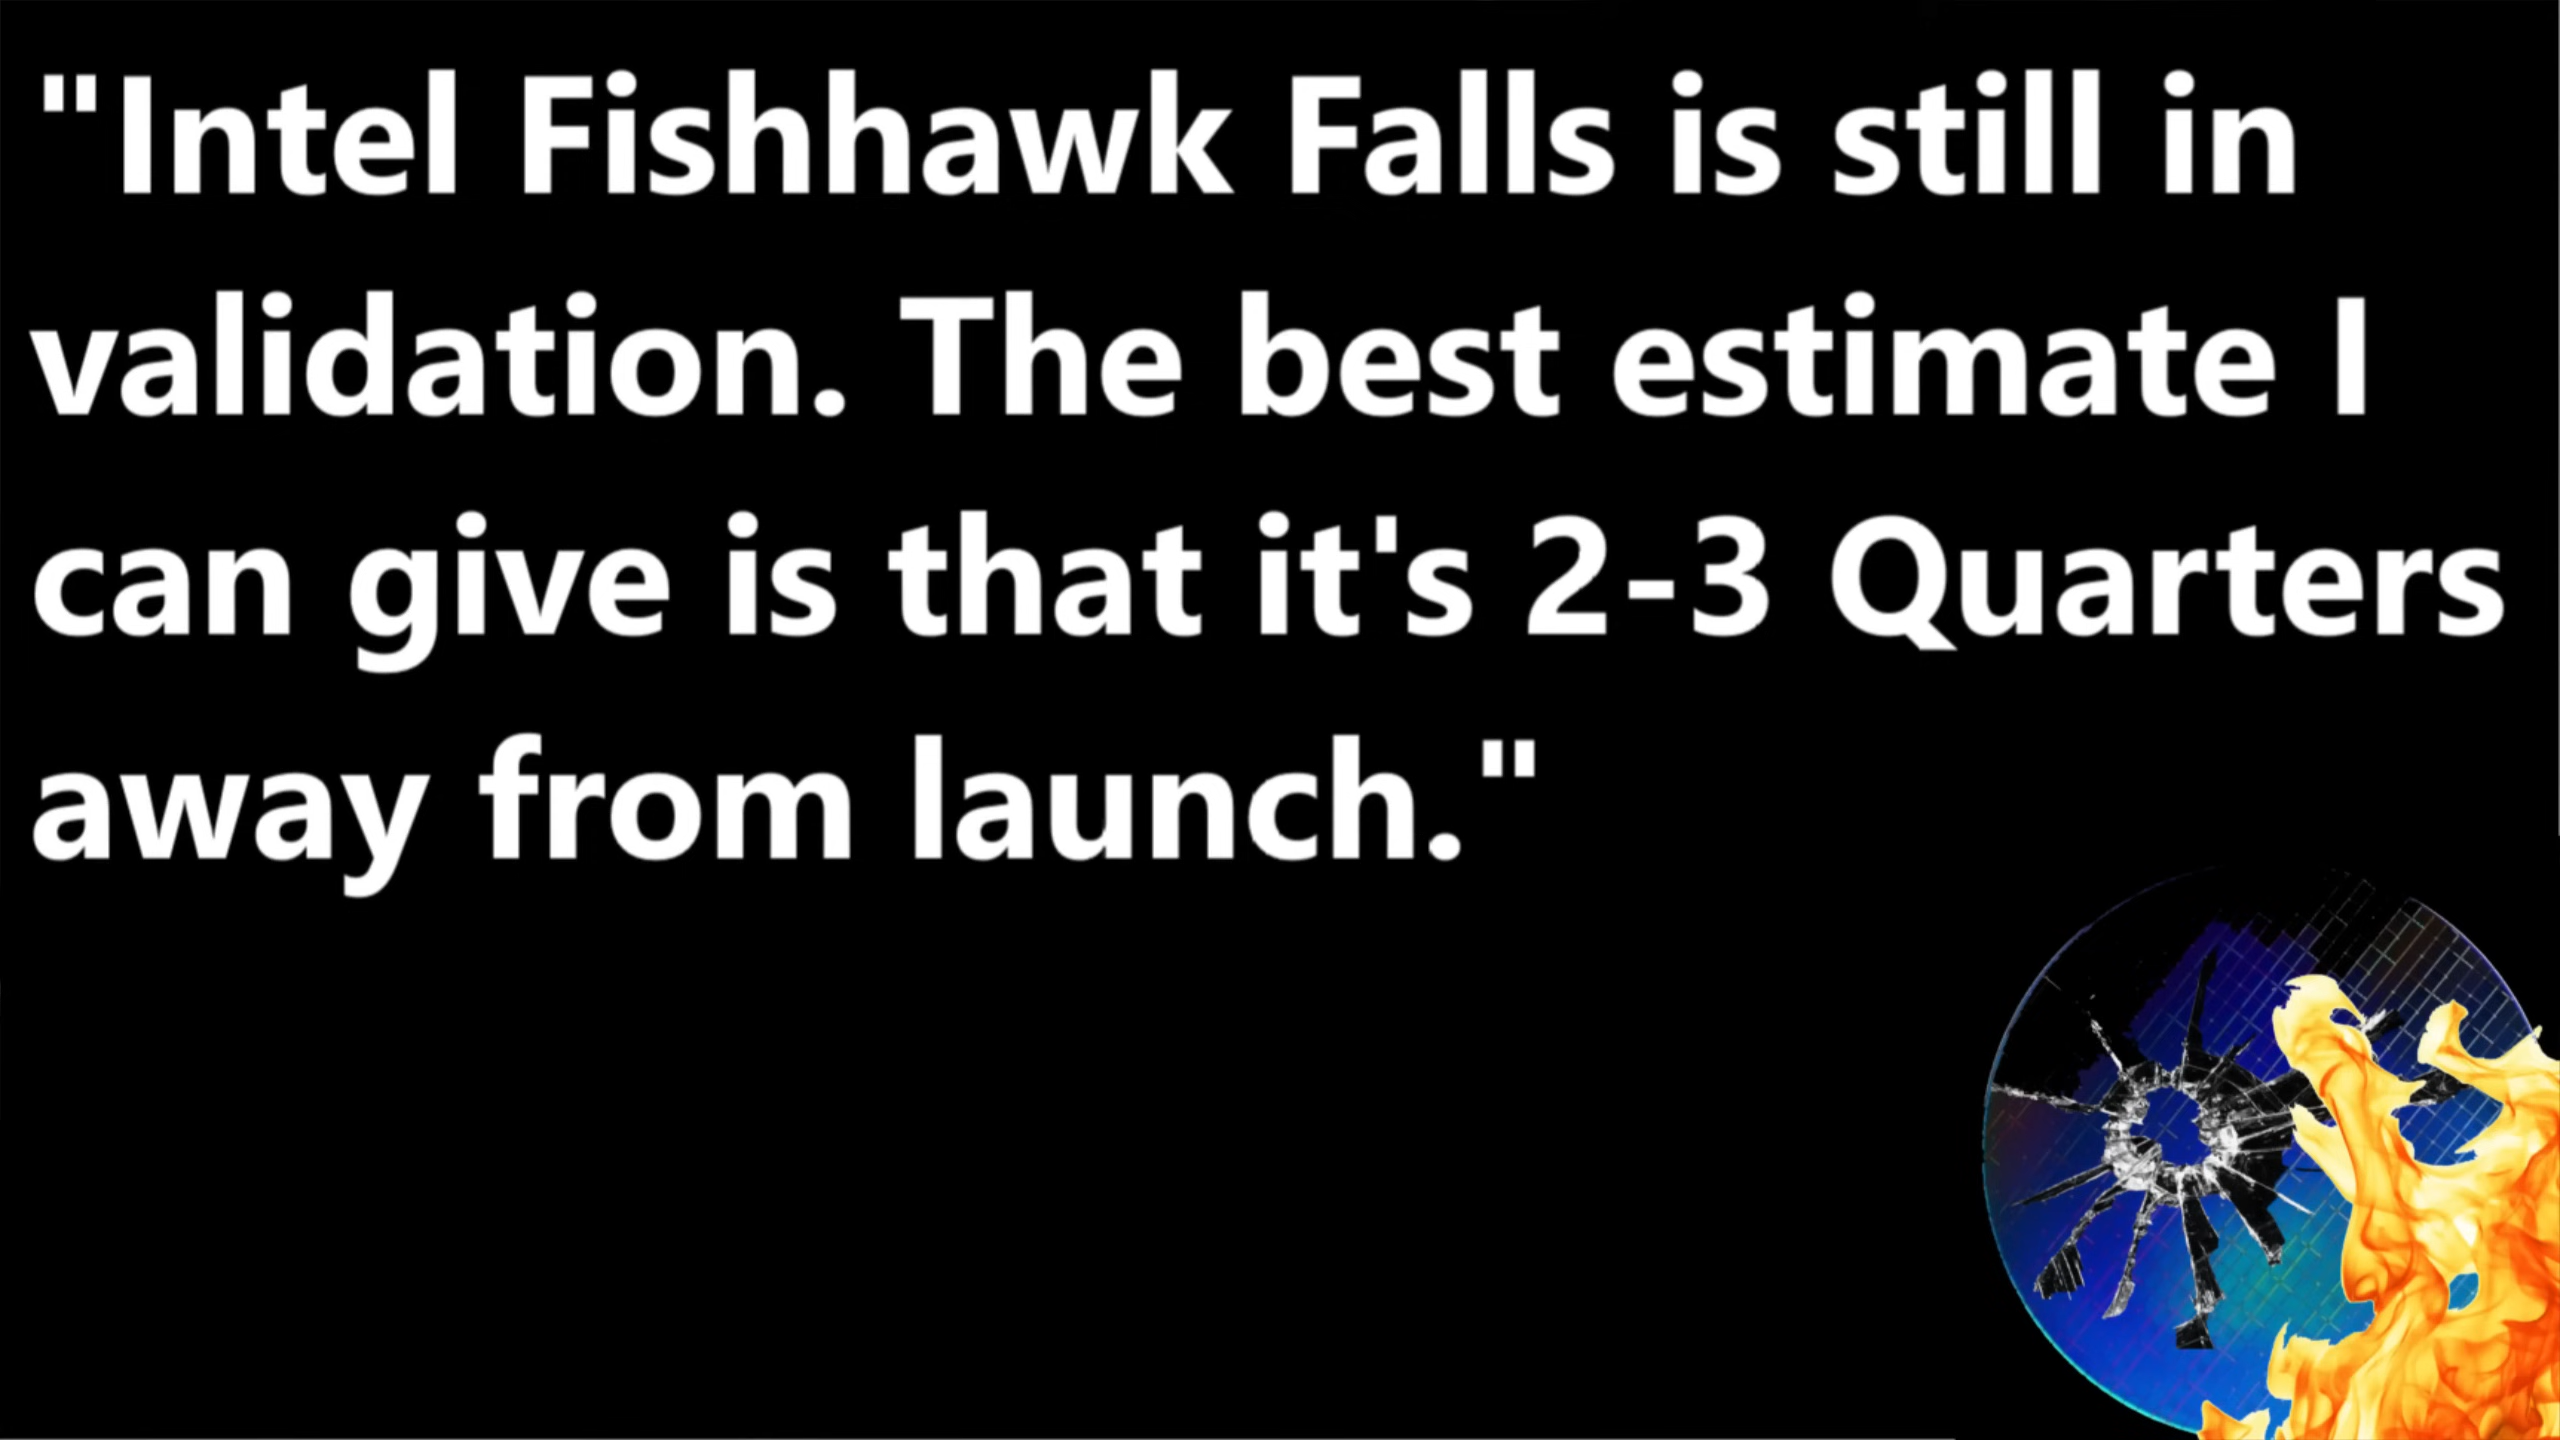 "Intel Fishhawk Falls is still in
validation. The best estimate I
can give is that it's 2-3 Quarters
away from launch."